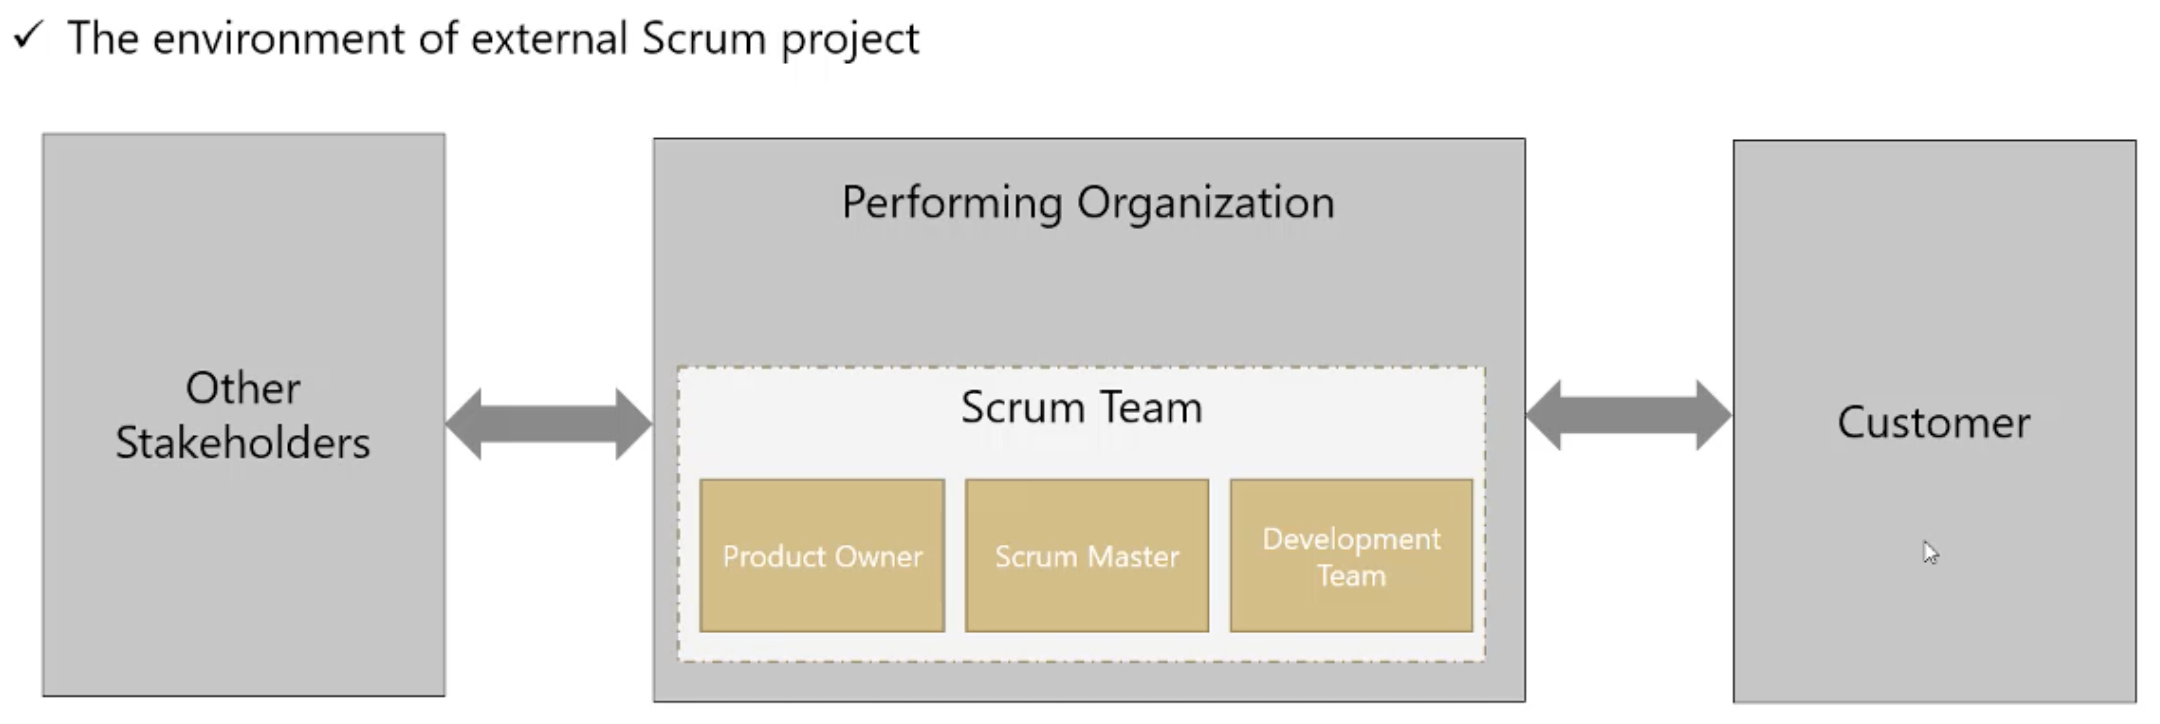 ✓ The environment of external Scrum project
Other
Stakeholders
Performing Organization
Scrum Team
Product Owner
Scrum Master
Development
Team
Customer